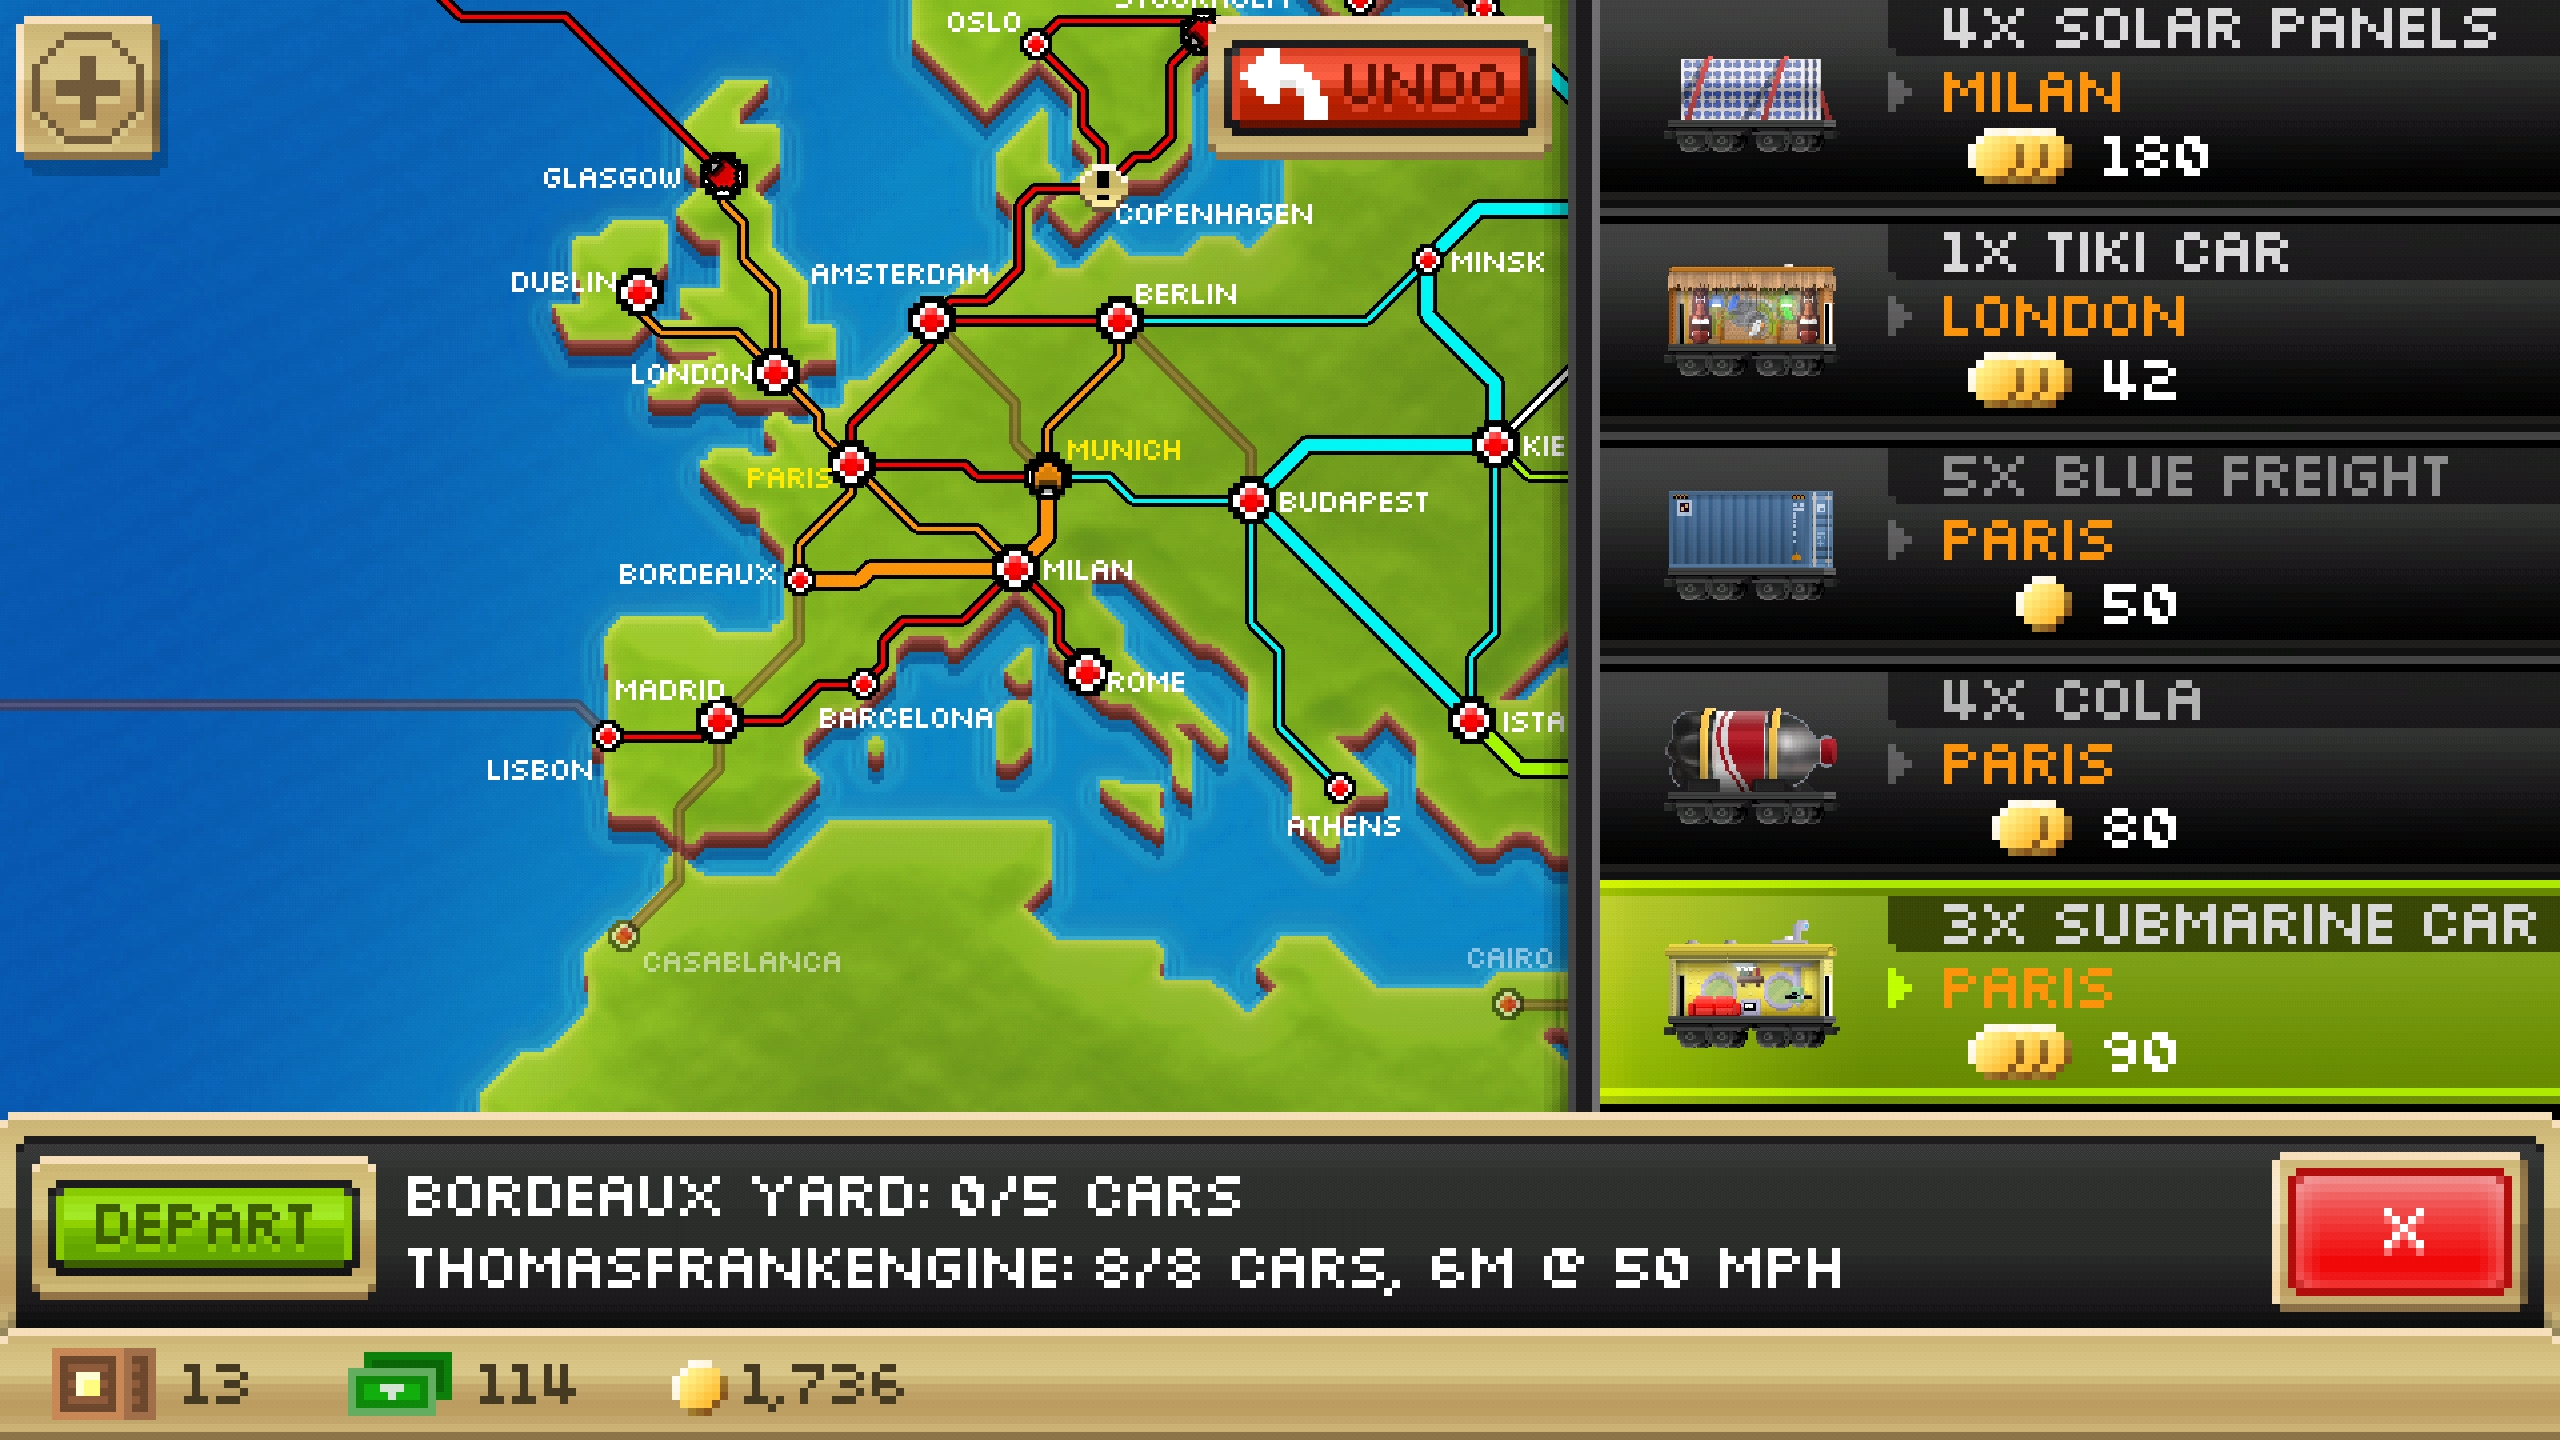 OSLO
UNDO
GLASGOW
COPENHAGEN
DUBLIN
AMSTERDAM
BERLIN
MINSK
LONDON
MUNICH
PARIS
KIE
BUDAPEST
BORDEAUX
MILAN
MADRID
ROME
BARCELONA
ISTA
LISBON
ATHENS
CASABLANCA
CAIRO
4X SOLAR PANELS
MILAN
180
1X TIKI CAR
LONDON
42
5X BLUE FREIGHT
PARIS
50
4X COLA
PARIS
80
3X SUBMARINE CAR
PARIS
90
DEPART
BORDEAUX YARD: 0/5 CARS
THOMASFRANKENGINE: 8/8 CARS, 6M @ 50 MPH
X
13
114
1,736